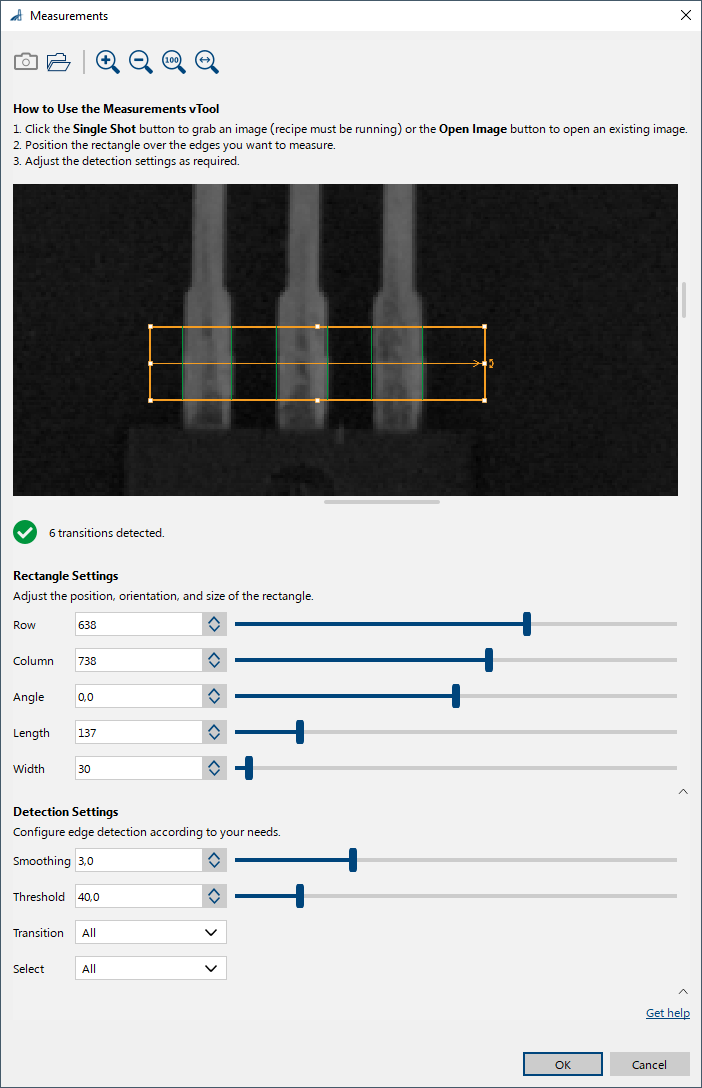 Measurements
100
How to Use the Measurements vTool
1. Click the Single Shot button to grab an image (recipe must be running) or the Open Image button to open an existing image.
2. Position the rectangle over the edges you want to measure.
3. Adjust the detection settings as required.
6 transitions detected.
Rectangle Settings
Adjust the position, orientation, and size of the rectangle.
Row 638
Column 738
Angle 0,0
Length 137
Width 30
Detection Settings
Configure edge detection according to your needs.
Smoothing 3,0
Threshold 40,0
Transition All
Select All
Get help
OK Cancel